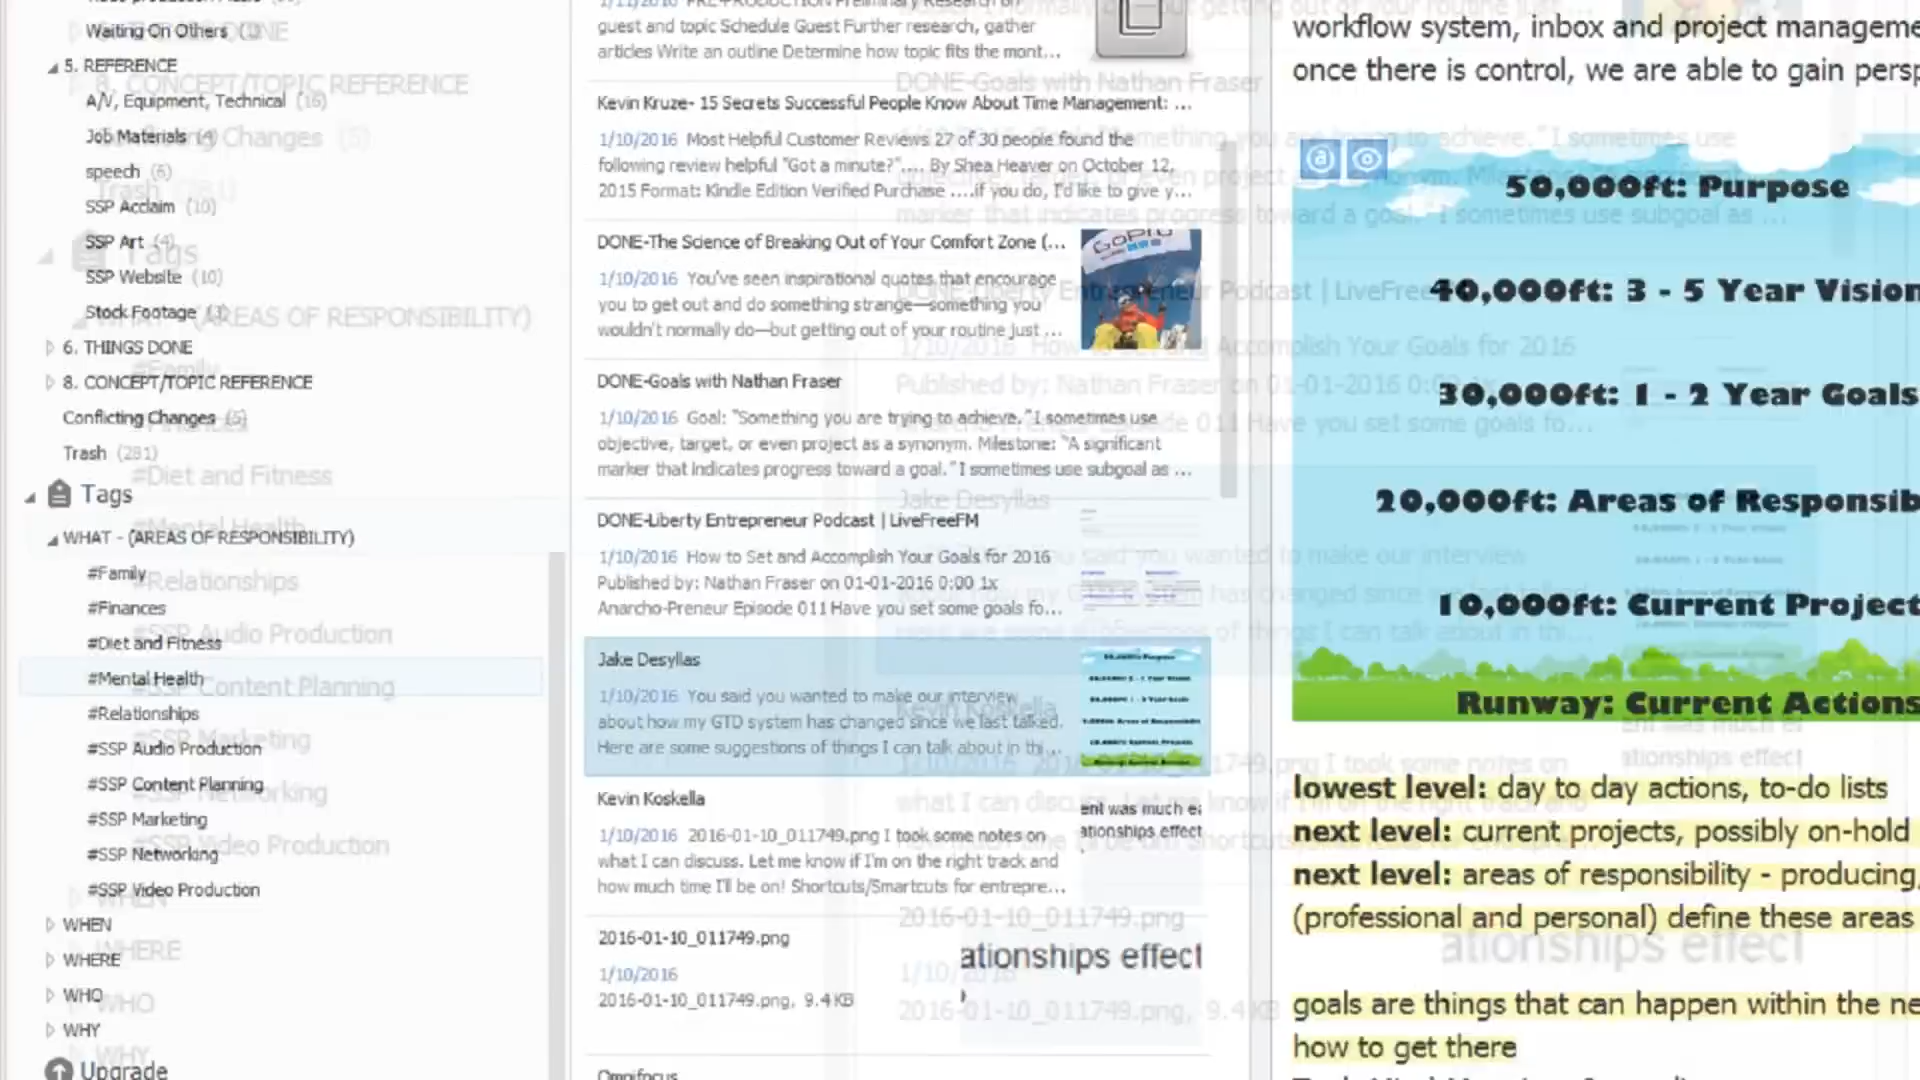 Waiting On Others
5. REFERENCE
A/V, Equipment, Technical (16)
Job Materials (4)
speech (6)
SSP Acclaim (10)
SSP Art (4)
SSP Website (10)
Stock Footage (3)
6. THINGS DONE
8. CONCEPT/TOPIC REFERENCE
Conflicting Changes (5)
Trash (281)
Tags
WHAT - (AREAS OF RESPONSIBILITY)
#Family
#Finances
#Diet and Fitness
#Mental Health
#Relationships
#SSP Audio Production
#SSP Content Planning
#SSP Marketing
#SSP Networking
#SSP Video Production
WHEN
WHERE
WHO
WHY
Upgrade
1/11/2016 PRE-PRODUCTION Preliminary Research on
guest and topic Schedule Guest Further research, gather
articles Write an outline Determine how topic fits the mont...
Kevin Kruze- 15 Secrets Successful People Know About Time Management: ...
1/10/2016 Most Helpful Customer Reviews 27 of 30 people found the
following review helpful "Got a minute?".... By Shea Heaver on October 12,
2015 Format: Kindle Edition Verified Purchase ....if you do, I'd like to give y...
DONE-The Science of Breaking Out of Your Comfort Zone (...
1/10/2016 You've seen inspirational quotes that encourage
you to get out and do something strange—something you
wouldn't normally do—but getting out of your routine just ...
GoPro
DONE-Goals with Nathan Fraser
1/10/2016 Goal: "Something you are trying to achieve." I sometimes use
objective, target, or even project as a synonym. Milestone: "A significant
marker that indicates progress toward a goal." I sometimes use subgoal as ...
DONE-Liberty Entrepreneur Podcast | LiveFreeFM
1/10/2016 How to Set and Accomplish Your Goals for 2016
Published by: Nathan Fraser on 01-01-2016 0:00 1x
Anarcho-Preneur Episode 011 Have you set some goals fo...
Jake Desyllas
1/10/2016 You said you wanted to make our interview
about how my GTD system has changed since we last talked.
Here are some suggestions of things I can talk about in thi...
Kevin Koskella
1/10/2016 2016-01-10_011749.png I took some notes on
what I can discuss. Let me know if I'm on the right track and
how much time I'll be on! Shortcuts/Smartcuts for entrepre...
ent was much ea
ationships effect
2016-01-10_011749.png
1/10/2016
2016-01-10_011749.png, 9.4 KB
ationships effect
Omnifocus
workflow system, inbox and project manageme
once there is control, we are able to gain persp
50,000ft: Purpose
40,000ft: 3 - 5 Year Vision
30,000ft: 1 - 2 Year Goals
20,000ft: Areas of Responsib
10,000ft: Current Project
Runway: Current Actions
lowest level: day to day actions, to-do lists
next level: current projects, possibly on-hold
next level: areas of responsibility - producing,
(professional and personal) define these areas
goals are things that can happen within the ne
how to get there